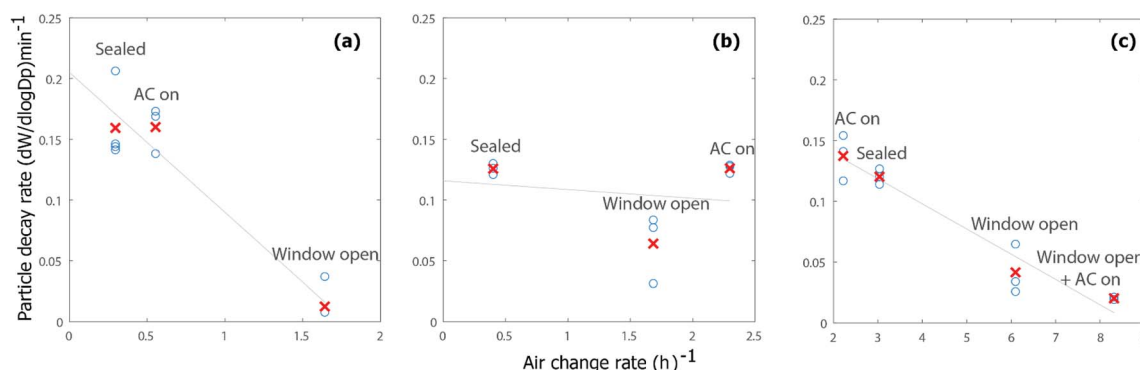 (a)
Sealed
AC on
Window open
0.25
0.2
0.15
0.1
0.05
0
0
0.5
1
1.5
2
Particle decay rate (dW/dlogDp)min⁻¹
(b)
Sealed
AC on
Window open
0.25
0.2
0.15
0.1
0.05
0
0
0.5
1
1.5
2
2.5
Air change rate (h)⁻¹
(c)
AC on
Sealed
Window open
Window open
+ AC on
0.25
0.2
0.15
0.1
0.05
0
2
3
4
5
6
7
8